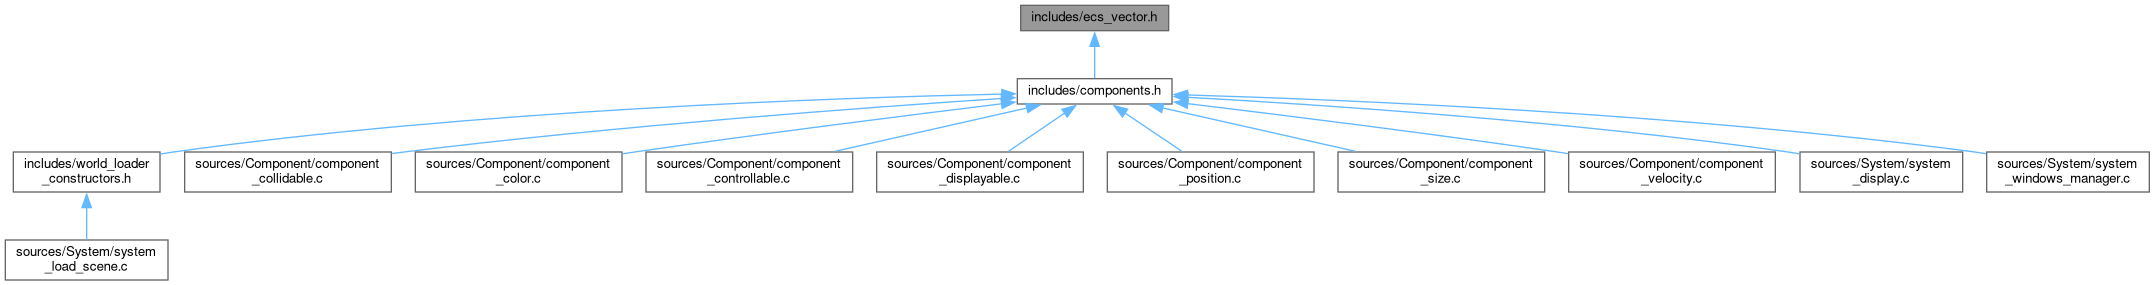 includes/ecs_vector.h
includes/components.h
includes/world_loader
_constructors.h
sources/Component/component
_collidable.c
sources/Component/component
_color.c
sources/Component/component
_controllable.c
sources/Component/component
_displayable.c
sources/Component/component
_position.c
sources/Component/component
_size.c
sources/Component/component
_velocity.c
sources/System/system
_display.c
sources/System/system
_windows_manager.c
sources/System/system
_load_scene.c